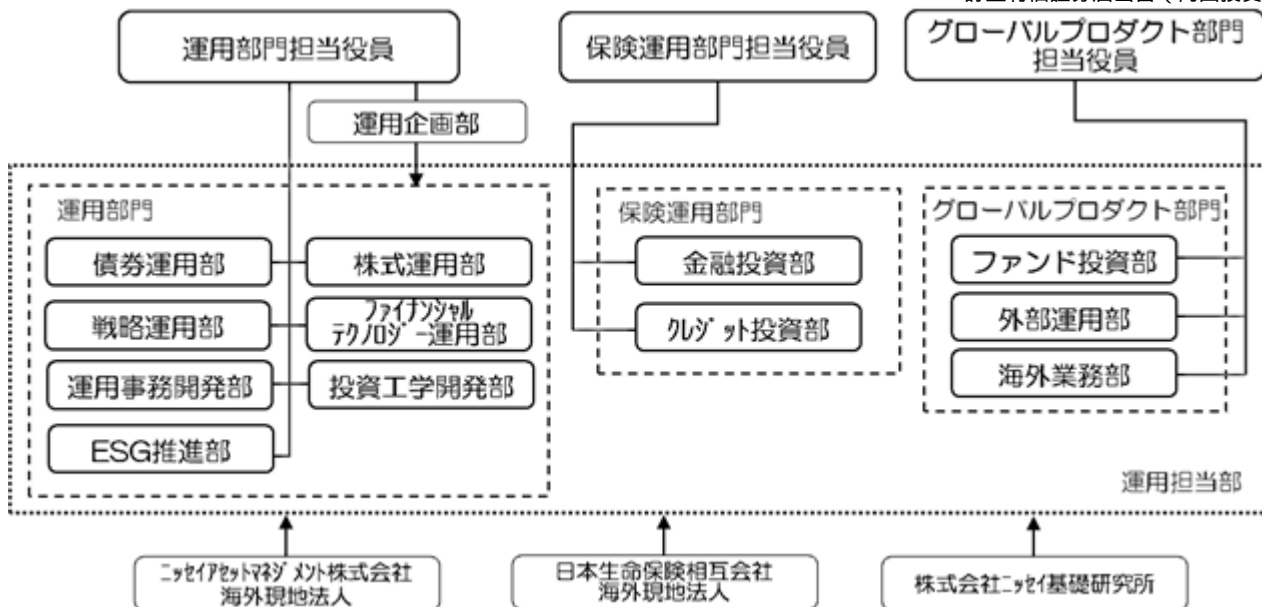 運用部門担当役員
保険運用部門担当役員
グローバルプロダクト部門
担当役員
運用企画部
運用部門
債券運用部
株式運用部
戦略運用部
ファイナンシャル
テクノロジー運用部
運用事務開発部
投資工学開発部
ESG推進部
保険運用部門
金融投資部
クレジット投資部
グローバルプロダクト部門
ファンド投資部
外部運用部
海外業務部
運用担当部
ニッセイアセットマネジメント株式会社
海外現地法人
日本生命保険相互会社
海外現地法人
株式会社ニッセイ基礎研究所